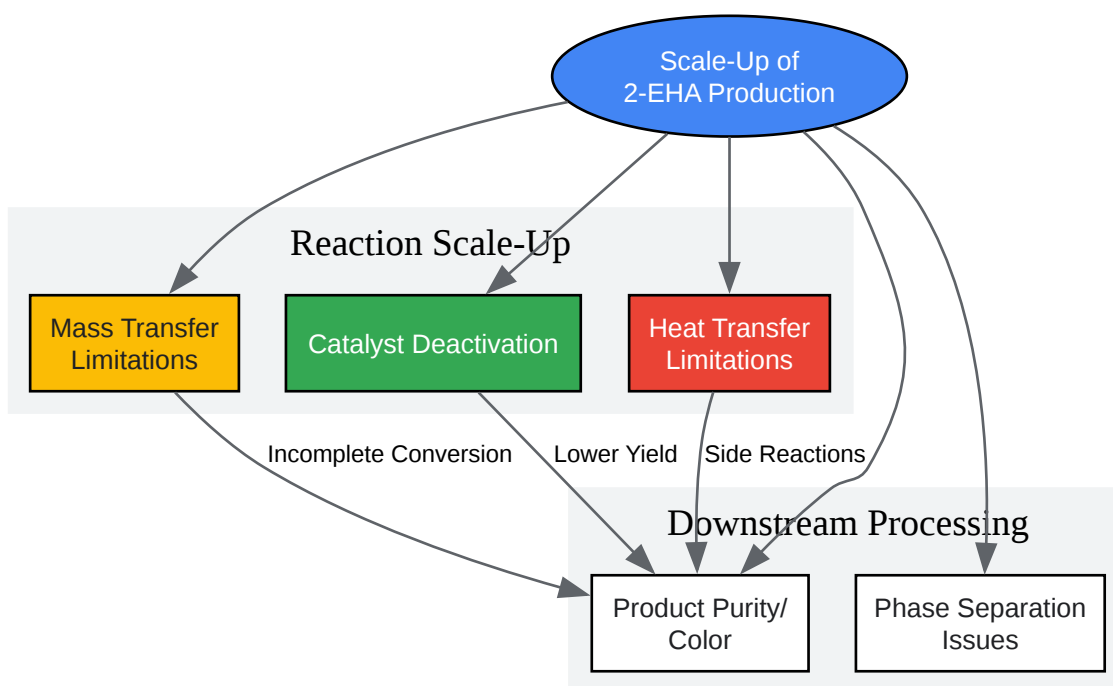 Scale-Up of
2-EHA Production
Reaction Scale-Up
Mass Transfer
Limitations
Catalyst Deactivation
Heat Transfer
Limitations
Incomplete Conversion
Lower Yield
Side Reactions
Downstream Processing
Product Purity/
Color
Phase Separation
Issues